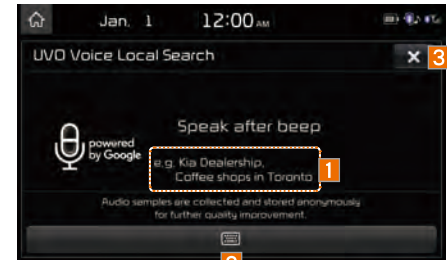 Jan. 1 12:00 AM
UVO Voice Local Search
3
Speak after beep
powered
by Google
e.g. Kia Dealership,
Coffee shops in Toronto
1
Audio samples are collected and stored anonymously
for further quality improvement.